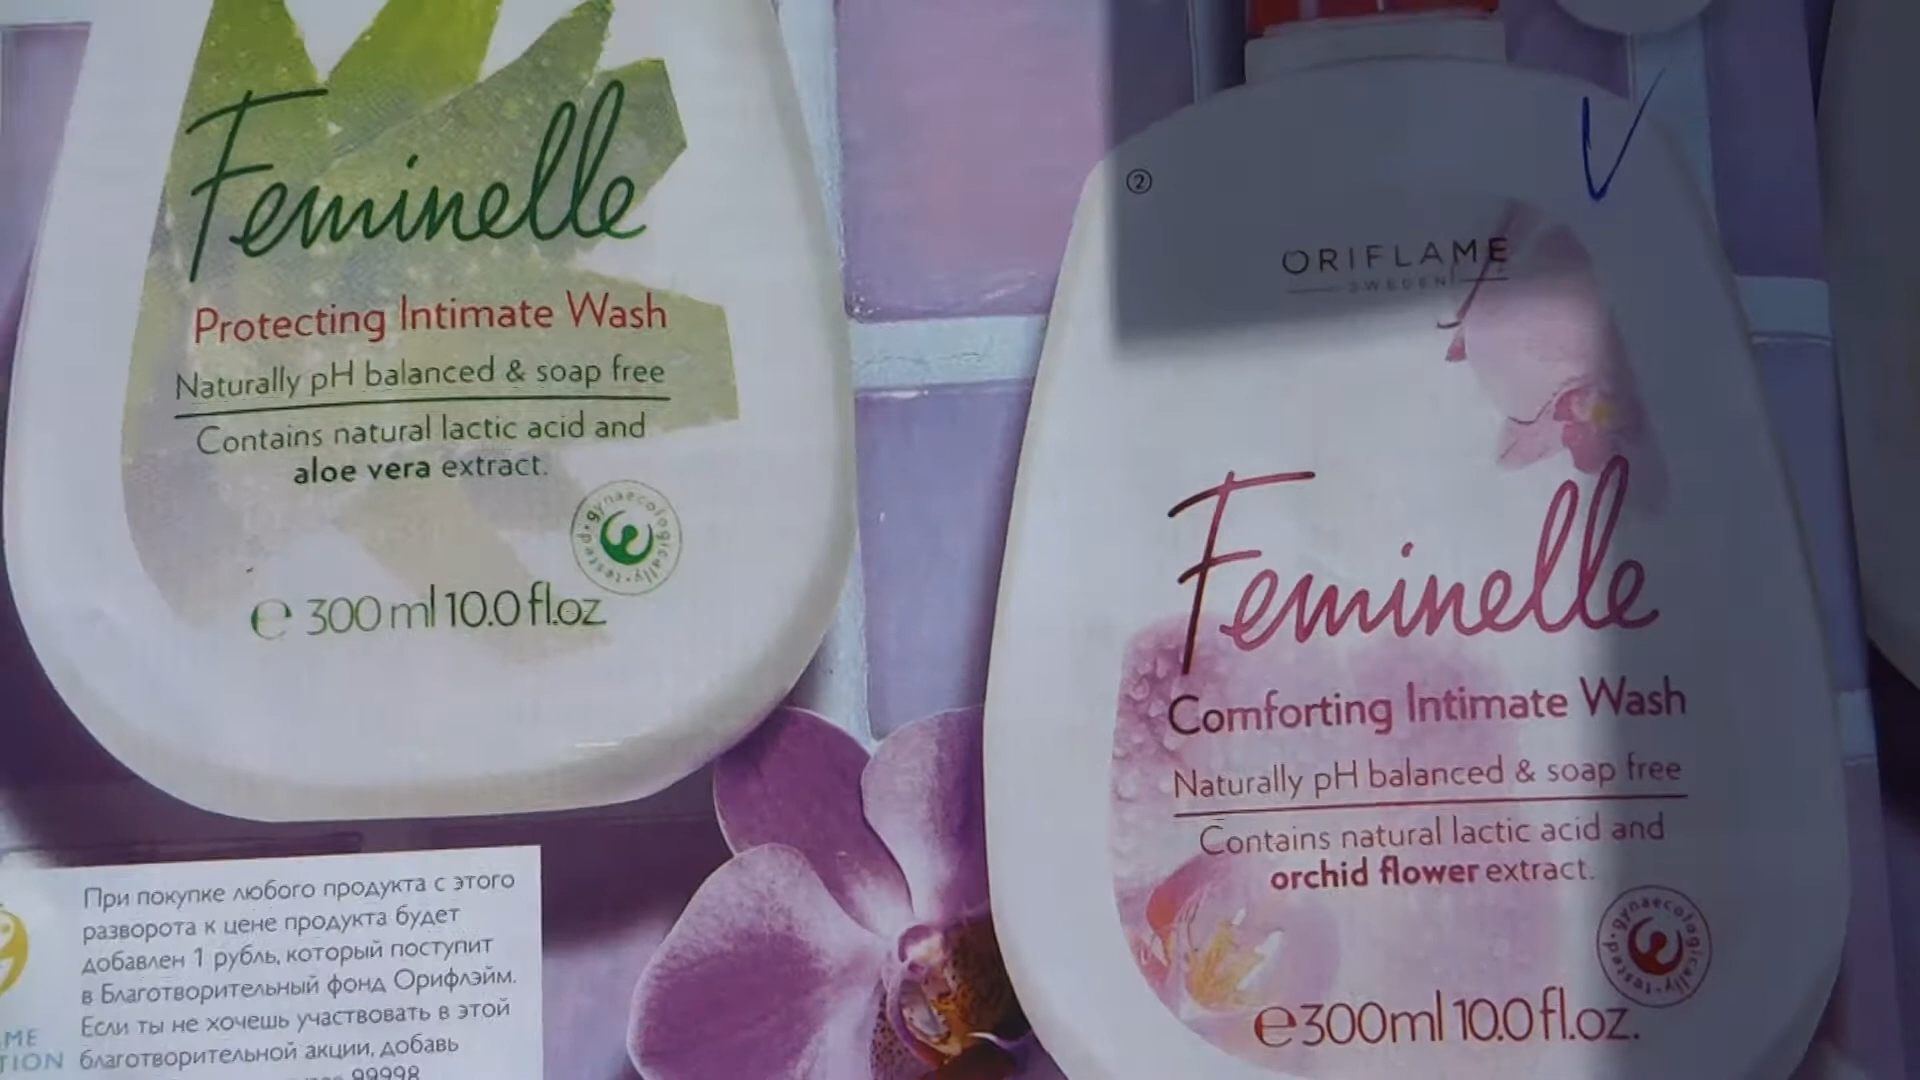 Feminelle
Protecting Intimate Wash
Naturally pH balanced & soap free
Contains natural lactic acid and
aloe vera extract.
gynaecologically · tested ·
e 300 ml 10.0 fl.oz
②
ORIFLAME
SWEDEN
Feminelle
Comforting Intimate Wash
Naturally pH balanced & soap free
Contains natural lactic acid and
orchid flower extract.
gynaecologically · tested ·
e 300ml 10.0 fl.oz.
При покупке любого продукта с этого
разворота к цене продукта будет
добавлен 1 рубль, который поступит
в Благотворительный фонд Орифлэйм.
Если ты не хочешь участвовать в этой
благотворительной акции, добавь
99998